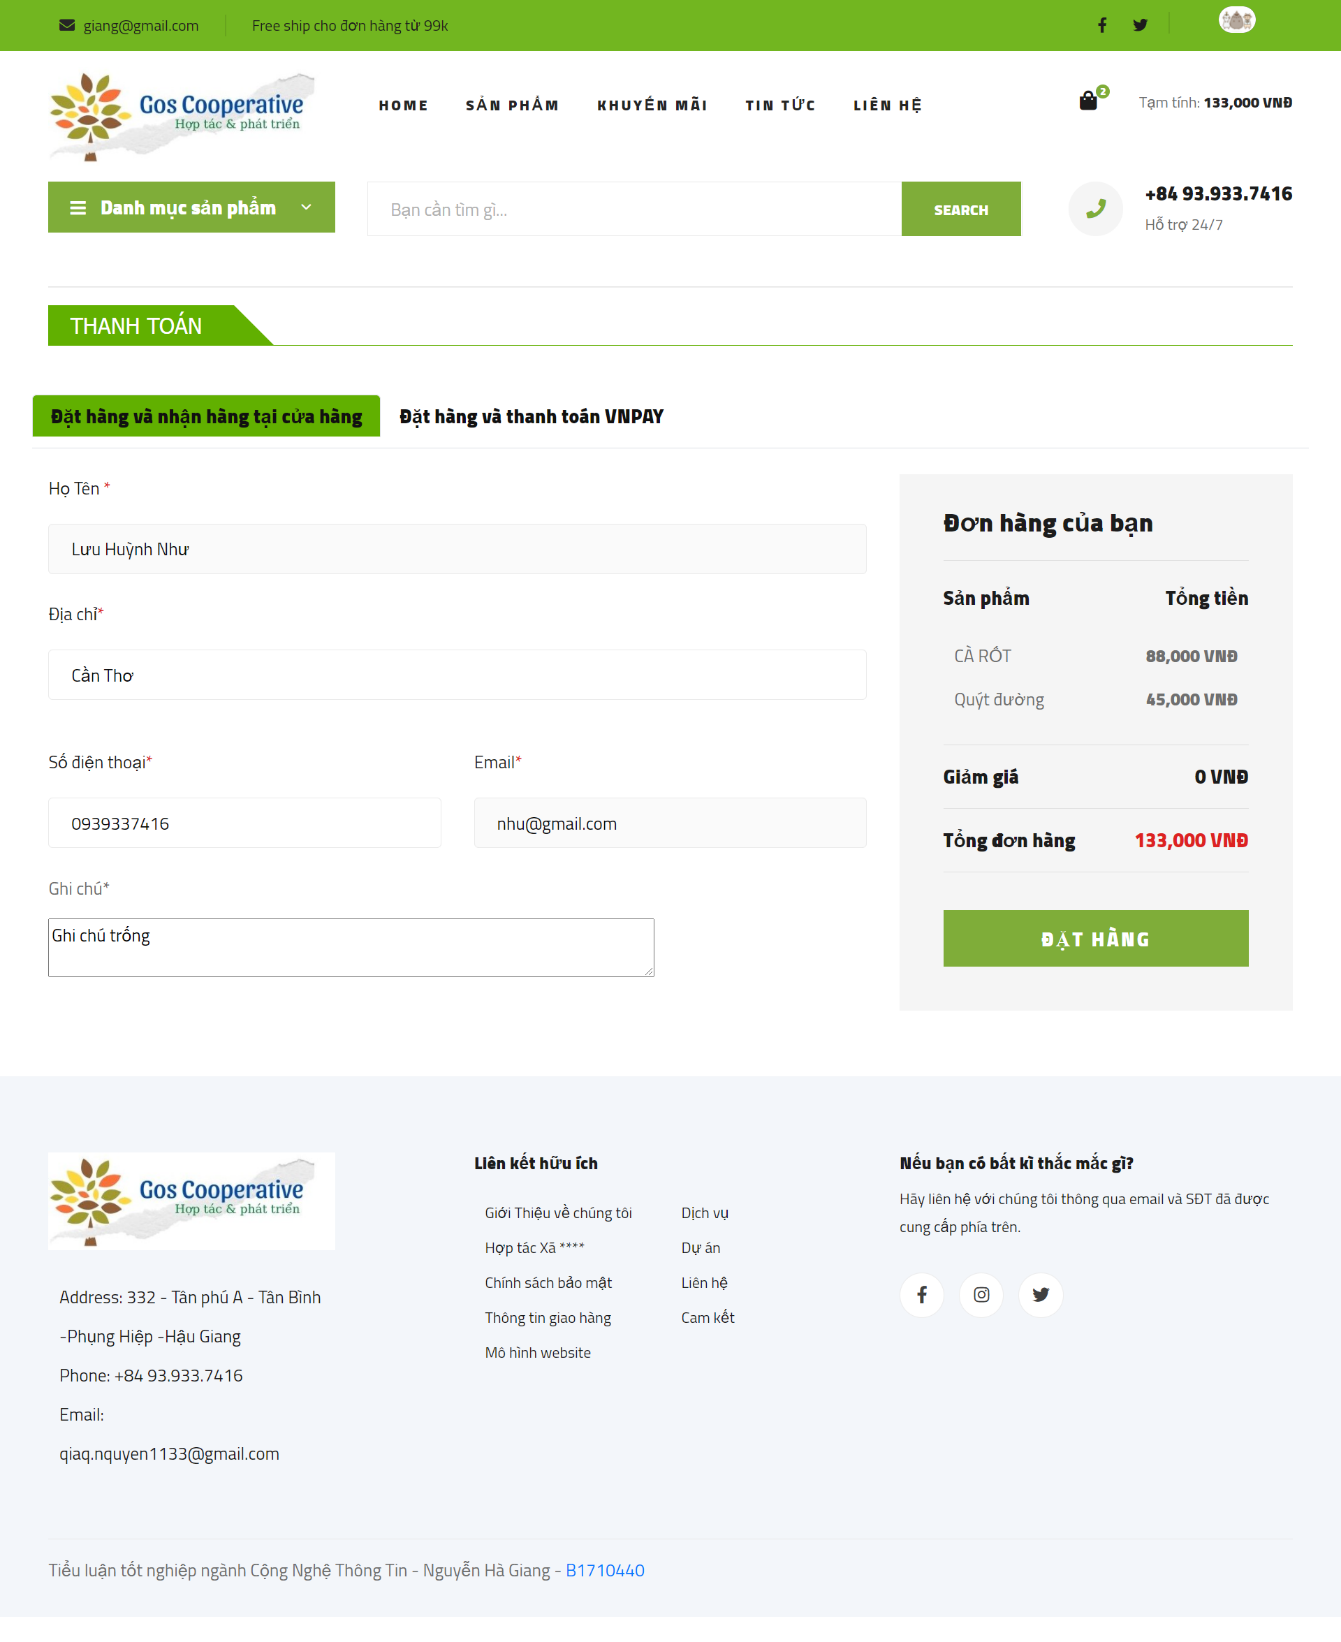 giang@gmail.com
Free ship cho đơn hàng từ 99k
Gos Cooperative
Hợp tác & phát triển
HOME
SẢN PHẨM
KHUYẾN MÃI
TIN TỨC
LIÊN HỆ
2
Tạm tính: 133,000 VNĐ
Danh mục sản phẩm
Bạn cần tìm gì...
SEARCH
+84 93.933.7416
Hỗ trợ 24/7
THANH TOÁN
Đặt hàng và nhận hàng tại cửa hàng
Đặt hàng và thanh toán VNPAY
Họ Tên *
Lưu Huỳnh Như
Địa chỉ*
Cần Thơ
Số điện thoại*
Email*
0939337416
nhu@gmail.com
Ghi chú*
Ghi chú trống
Đơn hàng của bạn
Sản phẩm
Tổng tiền
CÀ RỐT
88,000 VNĐ
Quýt đường
45,000 VNĐ
Giảm giá
0 VNĐ
Tổng đơn hàng
133,000 VNĐ
ĐẶT HÀNG
Gos Cooperative
Hợp tác & phát triển
Address: 332 - Tân phú A - Tân Bình
-Phụng Hiệp -Hậu Giang
Phone: +84 93.933.7416
Email:
qiaq.nquyen1133@gmail.com
Liên kết hữu ích
Giới Thiệu về chúng tôi
Hợp tác Xã ****
Chính sách bảo mật
Thông tin giao hàng
Mô hình website
Dịch vụ
Dự án
Liên hệ
Cam kết
Nếu bạn có bất kì thắc mắc gì?
Hãy liên hệ với chúng tôi thông qua email và SĐT đã được
cung cấp phía trên.
Tiểu luận tốt nghiệp ngành Cộng Nghệ Thông Tin - Nguyễn Hà Giang - B1710440